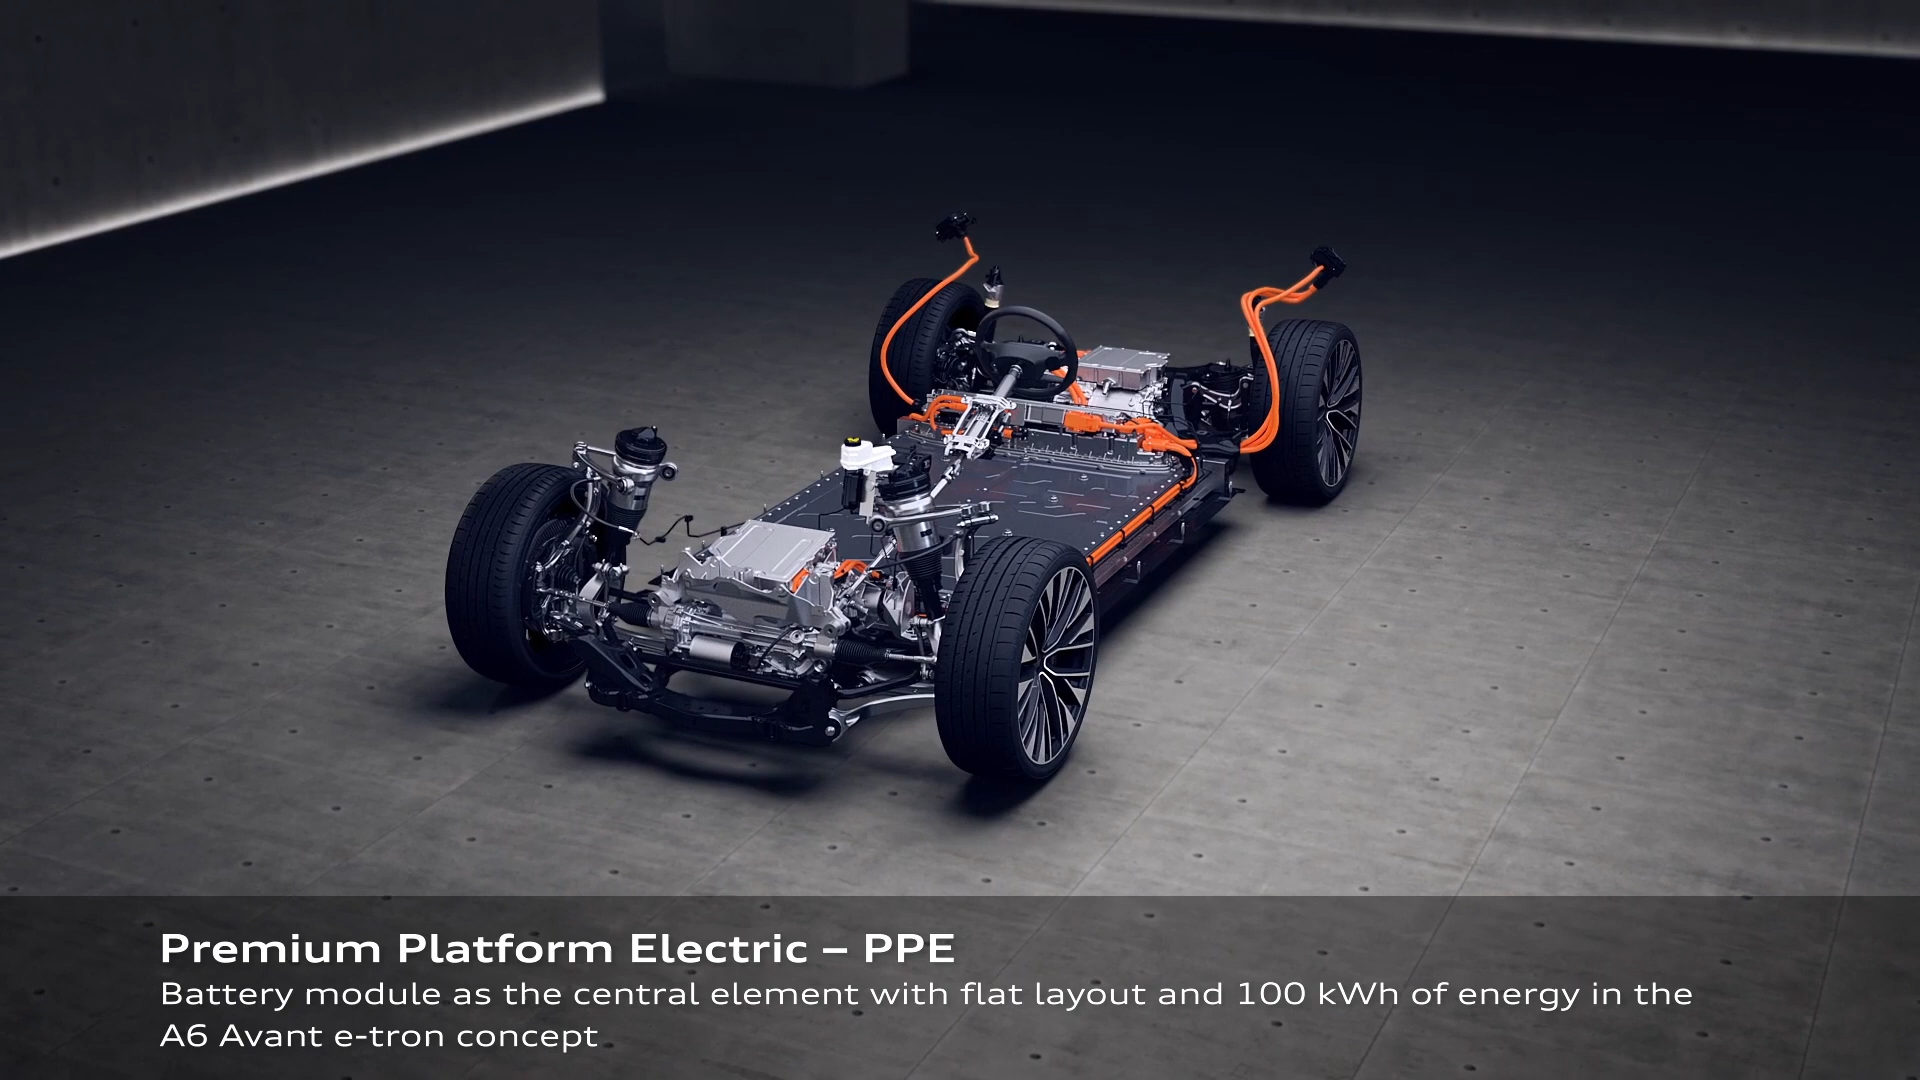 Premium Platform Electric – PPE
Battery module as the central element with flat layout and 100 kWh of energy in the
A6 Avant e-tron concept